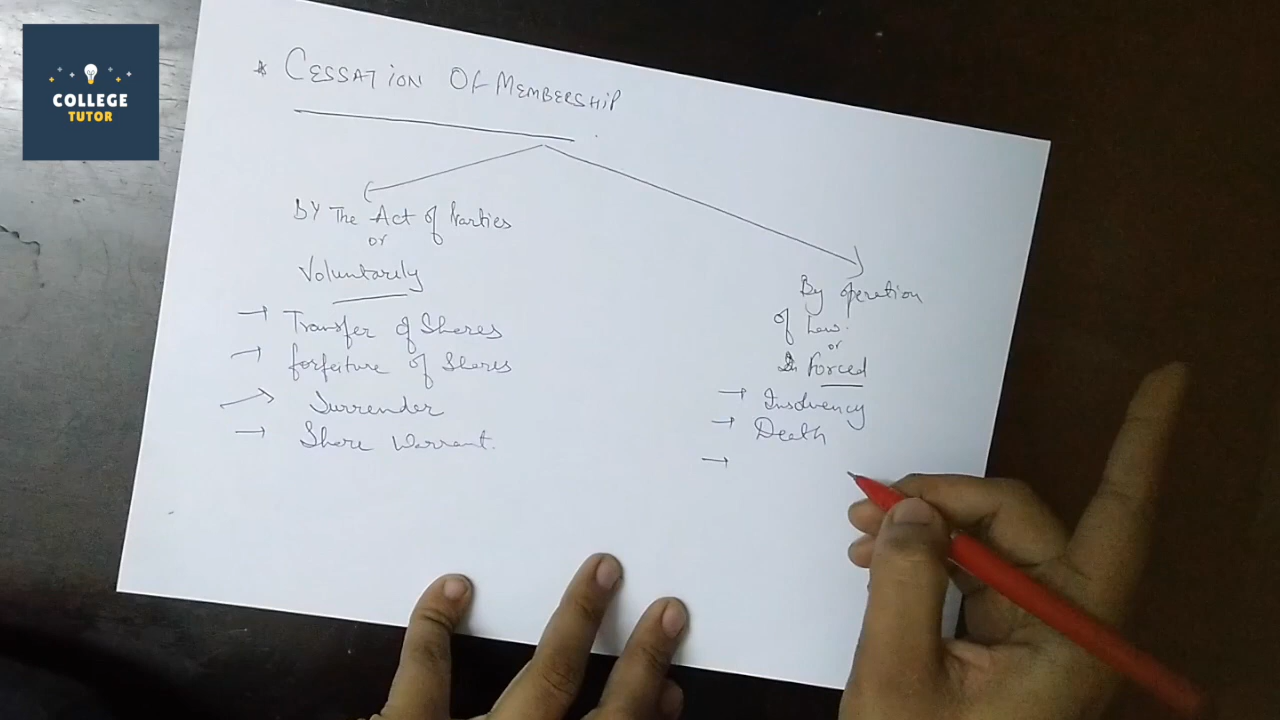 COLLEGE
TUTOR
* CESSATiON OF MEMBERSHiP
BY The Act of Parties
or
Voluntarily
→ Transfer of Shares
→ forfeiture of Shares
→ Surrender
→ Share Warrant.
By operation
of Law.
or
Forced
→ Insolvency
→ Death
→